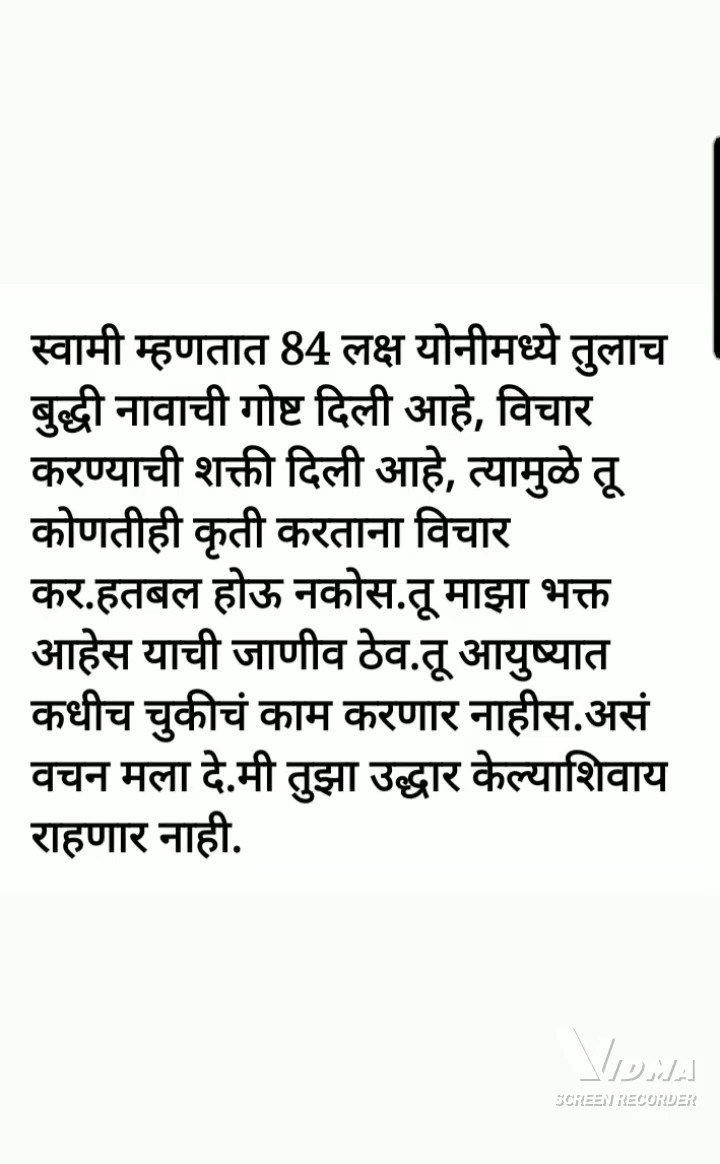 स्वामी म्हणतात 84 लक्ष योनीमध्ये तुलाच
बुद्धी नावाची गोष्ट दिली आहे, विचार
करण्याची शक्ती दिली आहे, त्यामुळे तू
कोणतीही कृती करताना विचार
कर.हतबल होऊ नकोस.तू माझा भक्त
आहेस याची जाणीव ठेव.तू आयुष्यात
कधीच चुकीचं काम करणार नाहीस.असं
वचन मला दे.मी तुझा उद्धार केल्याशिवाय
राहणार नाही.
VIDMA
SCREEN RECORDER